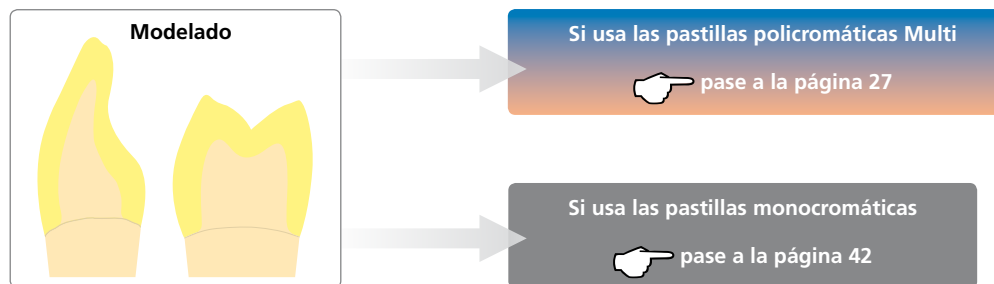 Modelado
Si usa las pastillas policromáticas Multi
pase a la página 27
Si usa las pastillas monocromáticas
pase a la página 42